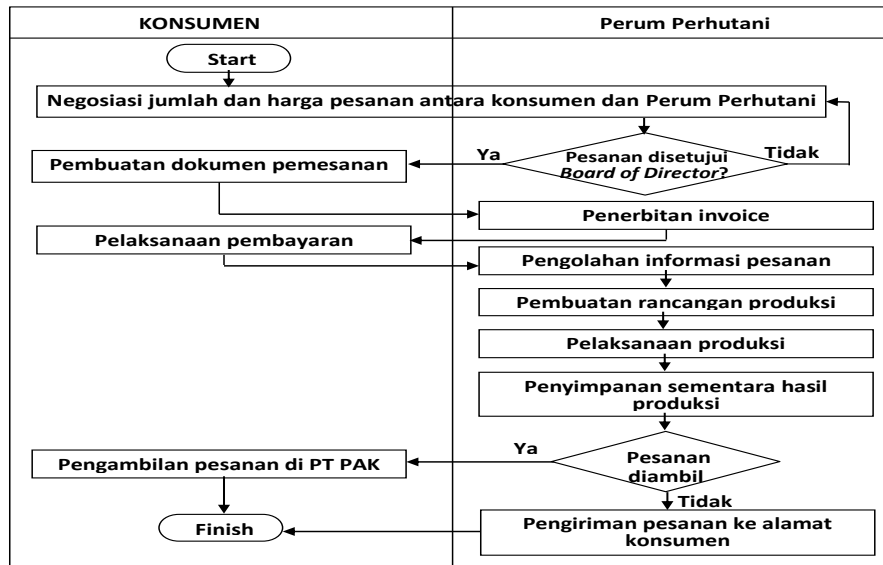 KONSUMEN
Perum Perhutani
Start
Negosiasi jumlah dan harga pesanan antara konsumen dan Perum Perhutani
Pesanan disetujui
Board of Director?
Ya
Tidak
Pembuatan dokumen pemesanan
Penerbitan invoice
Pelaksanaan pembayaran
Pengolahan informasi pesanan
Pembuatan rancangan produksi
Pelaksanaan produksi
Penyimpanan sementara hasil
produksi
Pesanan
diambil
Ya
Tidak
Pengambilan pesanan di PT PAK
Pengiriman pesanan ke alamat
konsumen
Finish